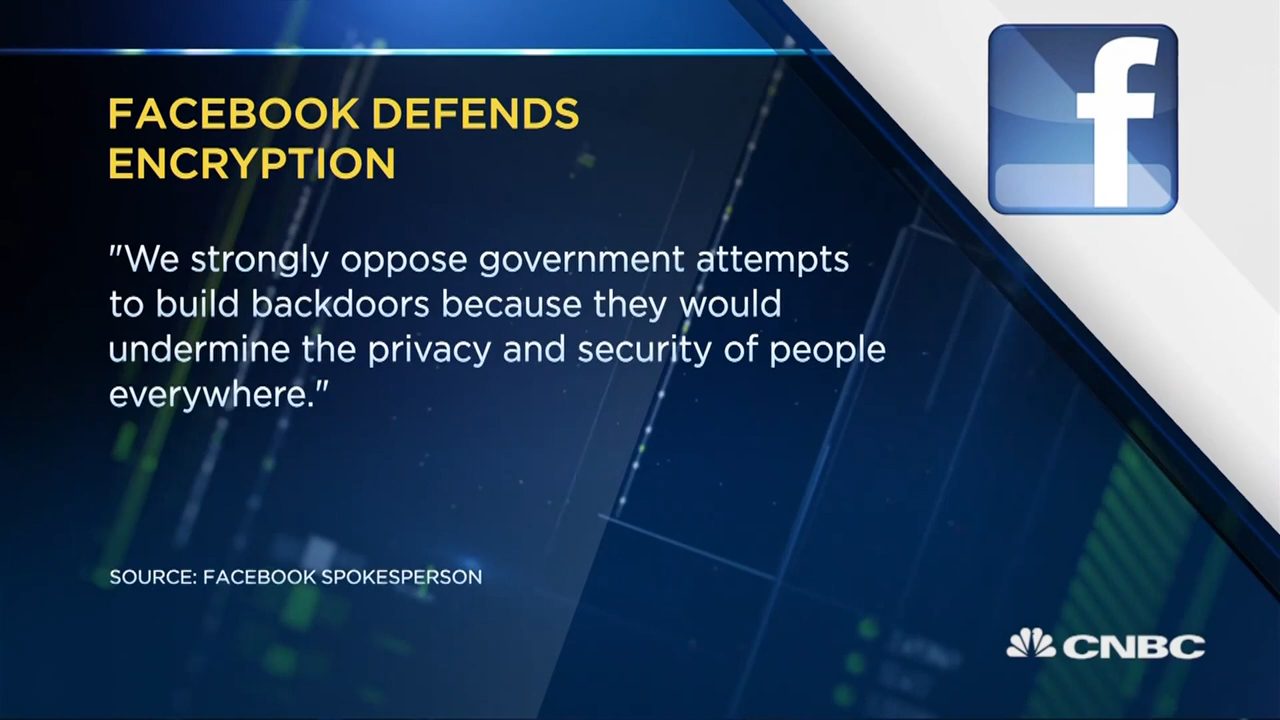 FACEBOOK DEFENDS
ENCRYPTION
"We strongly oppose government attempts
to build backdoors because they would
undermine the privacy and security of people
everywhere."
SOURCE: FACEBOOK SPOKESPERSON
f
CNBC